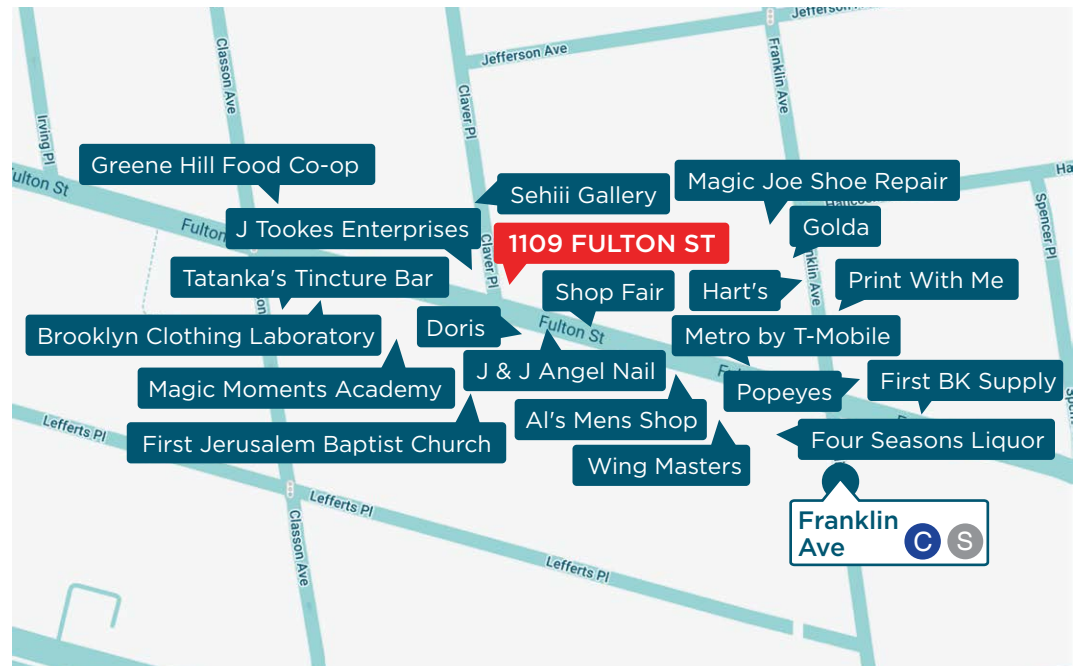 Jefferson Ave
Jefferson Ave
Franklin Ave
Classon Ave
Claver Pl
Irving Pl
Greene Hill Food Co-op
Fulton St
Sehiii Gallery
Magic Joe Shoe Repair
Spencer Pl
J Tookes Enterprises
1109 FULTON ST
Golda
Claver Pl
Tatanka's Tincture Bar
Shop Fair
Hart's
Print With Me
Brooklyn Clothing Laboratory
Doris
Fulton St
Metro by T-Mobile
Magic Moments Academy
J & J Angel Nail
Popeyes
First BK Supply
Al's Mens Shop
Lefferts Pl
First Jerusalem Baptist Church
Four Seasons Liquor
Wing Masters
Lefferts Pl
Classon Ave
Franklin
Ave
C S
Lefferts Pl